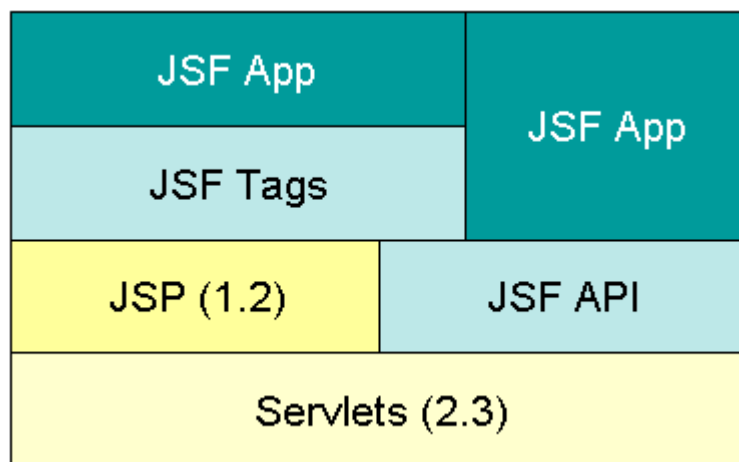 JSF App
JSF App
JSF Tags
JSP (1.2)
JSF API
Servlets (2.3)